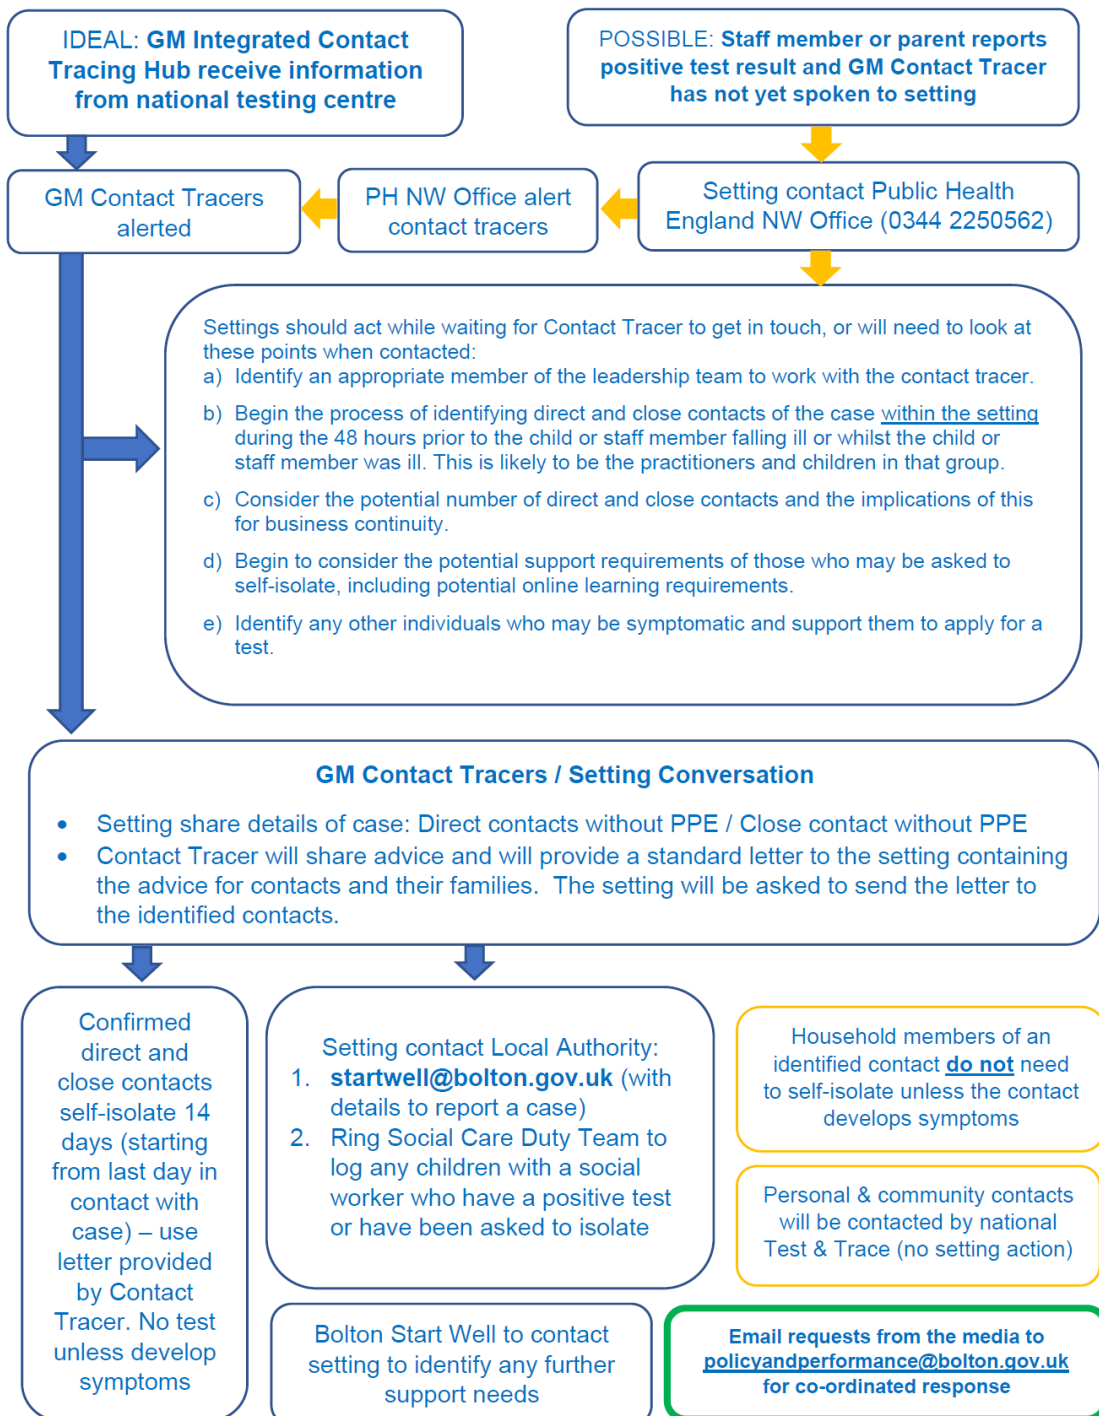 IDEAL: GM Integrated Contact
Tracing Hub receive information
from national testing centre
POSSIBLE: Staff member or parent reports
positive test result and GM Contact Tracer
has not yet spoken to setting
GM Contact Tracers
alerted
PH NW Office alert
contact tracers
Setting contact Public Health
England NW Office (0344 2250562)
Settings should act while waiting for Contact Tracer to get in touch, or will need to look at
these points when contacted:
a) Identify an appropriate member of the leadership team to work with the contact tracer.
b) Begin the process of identifying direct and close contacts of the case within the setting
during the 48 hours prior to the child or staff member falling ill or whilst the child or
staff member was ill. This is likely to be the practitioners and children in that group.
c) Consider the potential number of direct and close contacts and the implications of this
for business continuity.
d) Begin to consider the potential support requirements of those who may be asked to
self-isolate, including potential online learning requirements.
e) Identify any other individuals who may be symptomatic and support them to apply for a
test.
GM Contact Tracers / Setting Conversation
• Setting share details of case: Direct contacts without PPE / Close contact without PPE
• Contact Tracer will share advice and will provide a standard letter to the setting containing
the advice for contacts and their families. The setting will be asked to send the letter to
the identified contacts.
Confirmed
direct and
close contacts
self-isolate 14
days (starting
from last day in
contact with
case) – use
letter provided
by Contact
Tracer. No test
unless develop
symptoms
Setting contact Local Authority:
1. startwell@bolton.gov.uk (with
details to report a case)
2. Ring Social Care Duty Team to
log any children with a social
worker who have a positive test
or have been asked to isolate
Household members of an
identified contact do not need
to self-isolate unless the contact
develops symptoms
Personal & community contacts
will be contacted by national
Test & Trace (no setting action)
Bolton Start Well to contact
setting to identify any further
support needs
Email requests from the media to
policyandperformance@bolton.gov.uk
for co-ordinated response